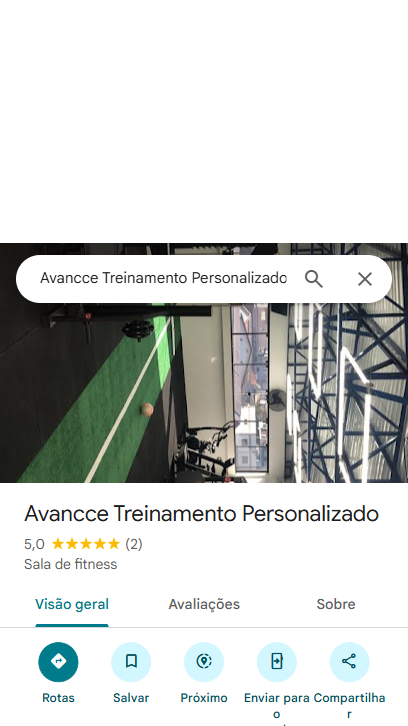 Avancce Treinamento Personalizado
Avancce Treinamento Personalizado
5,0 (2)
Sala de fitness
Visão geral Avaliações Sobre
Rotas Salvar Próximo Enviar para o Compartilhar